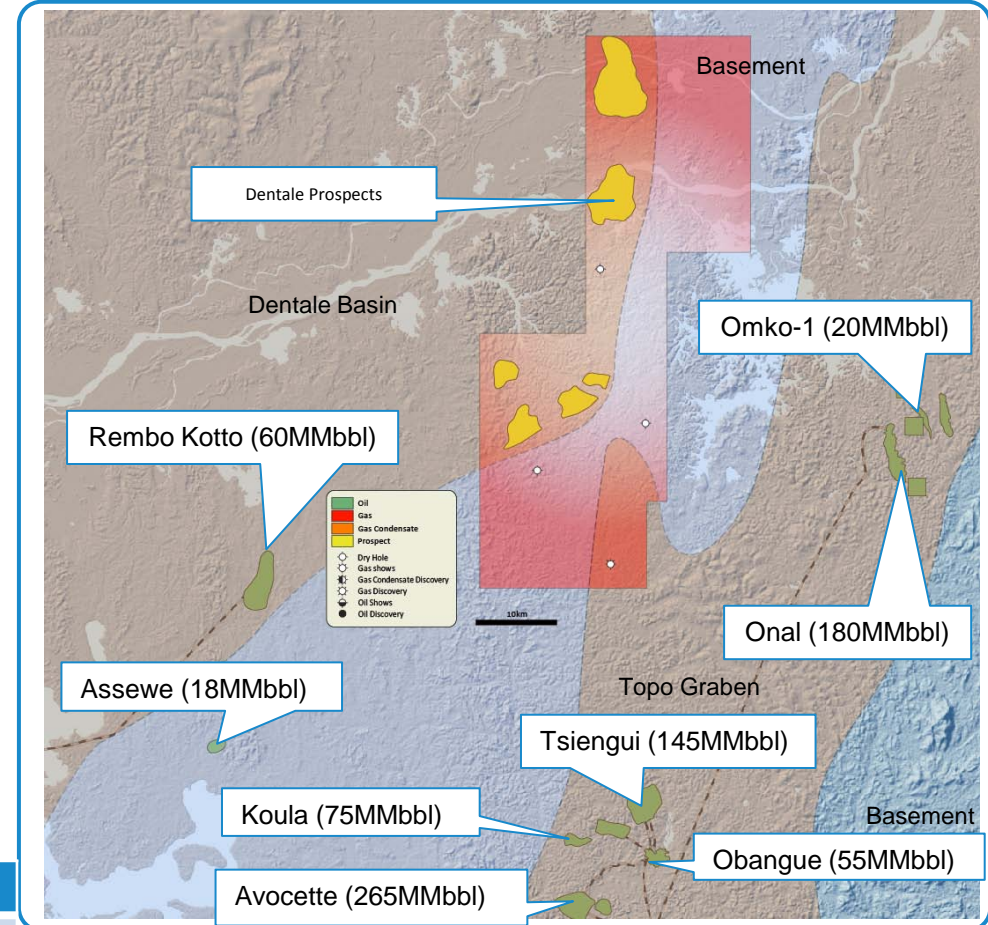 Basement
Dentale Prospects
Dentale Basin
Omko-1 (20MMbbl)
Rembo Kotto (60MMbbl)
Oil
Gas
Gas Condensate
Prospect
Dry Hole
Gas shows
Gas Condensate Discovery
Gas Discovery
Oil Shows
Oil Discovery
10km
Onal (180MMbbl)
Assewe (18MMbbl)
Topo Graben
Tsiengui (145MMbbl)
Koula (75MMbbl)
Basement
Obangue (55MMbbl)
Avocette (265MMbbl)